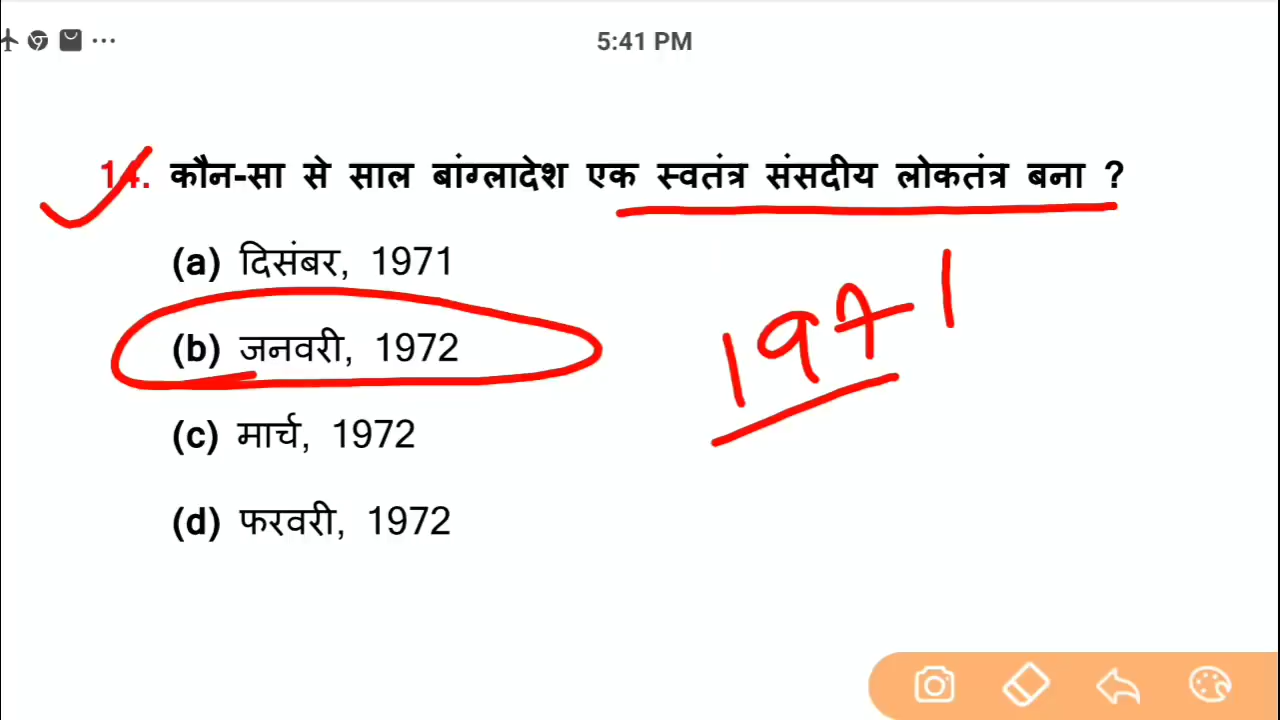 5:41 PM
14. कौन-सा से साल बांग्लादेश एक स्वतंत्र संसदीय लोकतंत्र बना ?
(a) दिसंबर, 1971
(b) जनवरी, 1972
1971
(c) मार्च, 1972
(d) फरवरी, 1972